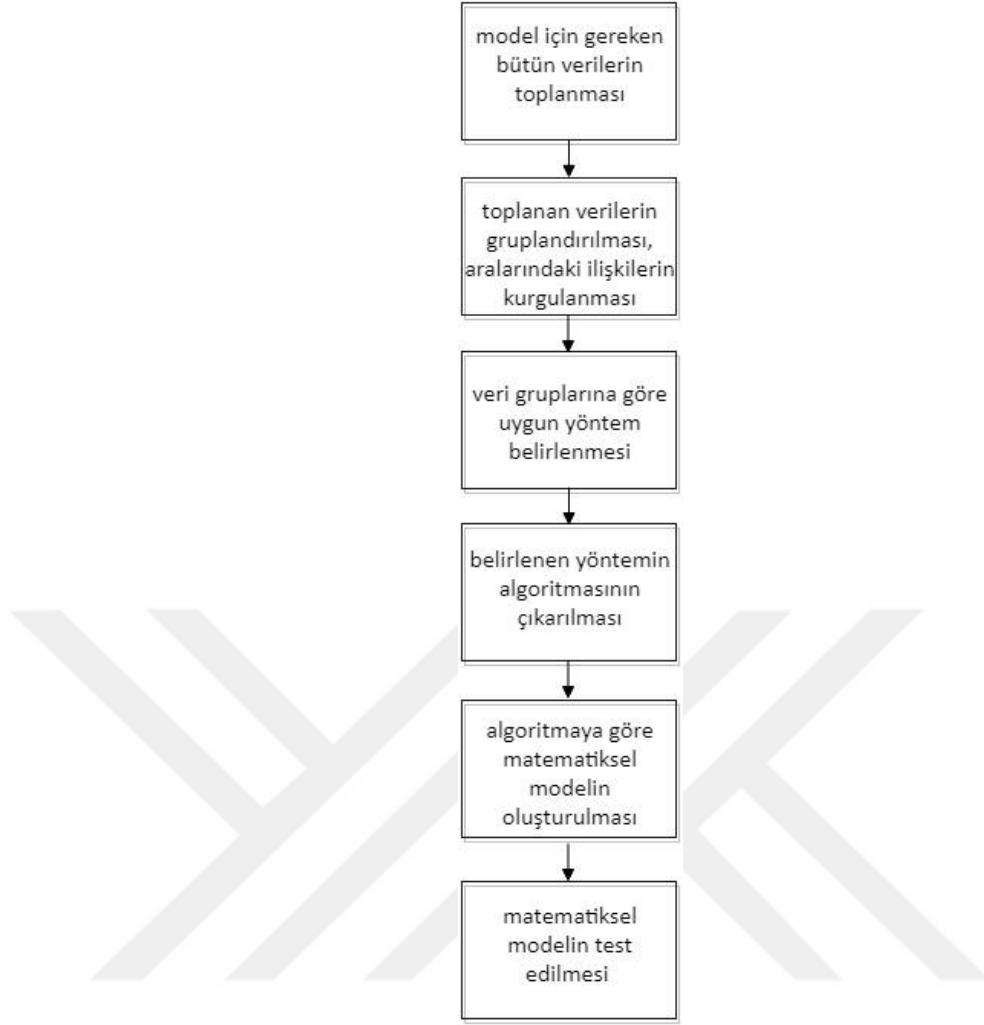 model için gereken
bütün verilerin
toplanması
toplanan verilerin
gruplandırılması,
aralarındaki ilişkilerin
kurgulanması
veri gruplarına göre
uygun yöntem
belirlenmesi
belirlenen yöntemin
algoritmasının
çıkarılması
algoritmaya göre
matematiksel
modelin
oluşturulması
matematiksel
modelin test
edilmesi